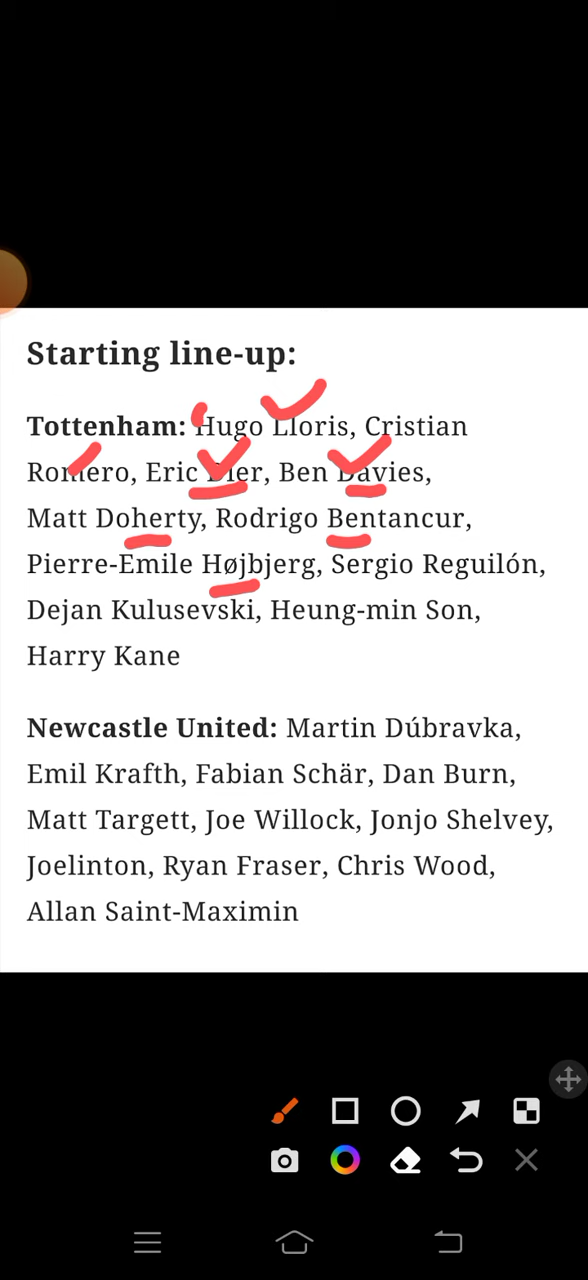 Starting line-up:
Tottenham: Hugo Lloris, Cristian
Romero, Eric Dier, Ben Davies,
Matt Doherty, Rodrigo Bentancur,
Pierre-Emile Højbjerg, Sergio Reguilón,
Dejan Kulusevski, Heung-min Son,
Harry Kane
Newcastle United: Martin Dúbravka,
Emil Krafth, Fabian Schär, Dan Burn,
Matt Targett, Joe Willock, Jonjo Shelvey,
Joelinton, Ryan Fraser, Chris Wood,
Allan Saint-Maximin